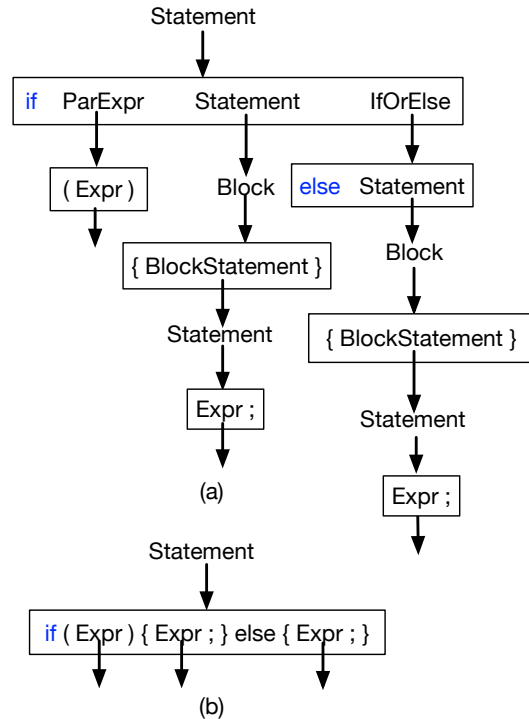 Statement
if ParExpr Statement IfOrElse
( Expr )
Block
else Statement
{ BlockStatement }
Block
Statement
{ BlockStatement }
Expr ;
Statement
(a)
Expr ;
Statement
if ( Expr ) { Expr ; } else { Expr ; }
(b)